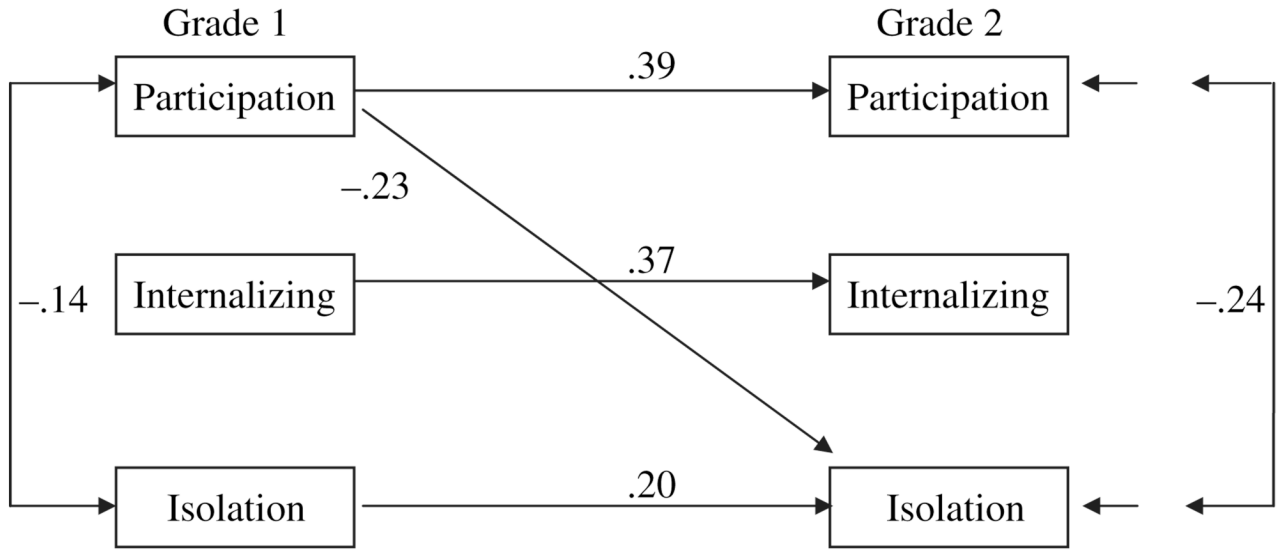 Grade 1
Grade 2
.39
Participation
Participation
–.23
.37
Internalizing
Internalizing
–.14
–.24
.20
Isolation
Isolation